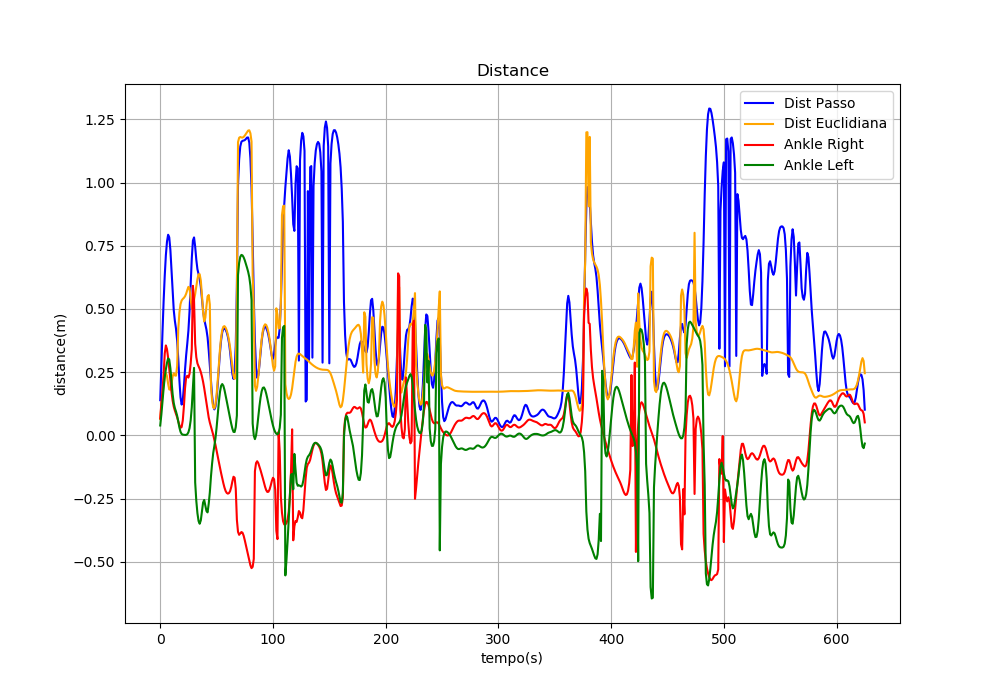 Distance
Dist Passo
Dist Euclidiana
Ankle Right
Ankle Left
distance(m)
1.25
1.00
0.75
0.50
0.25
0.00
−0.25
−0.50
0 100 200 300 400 500 600
tempo(s)